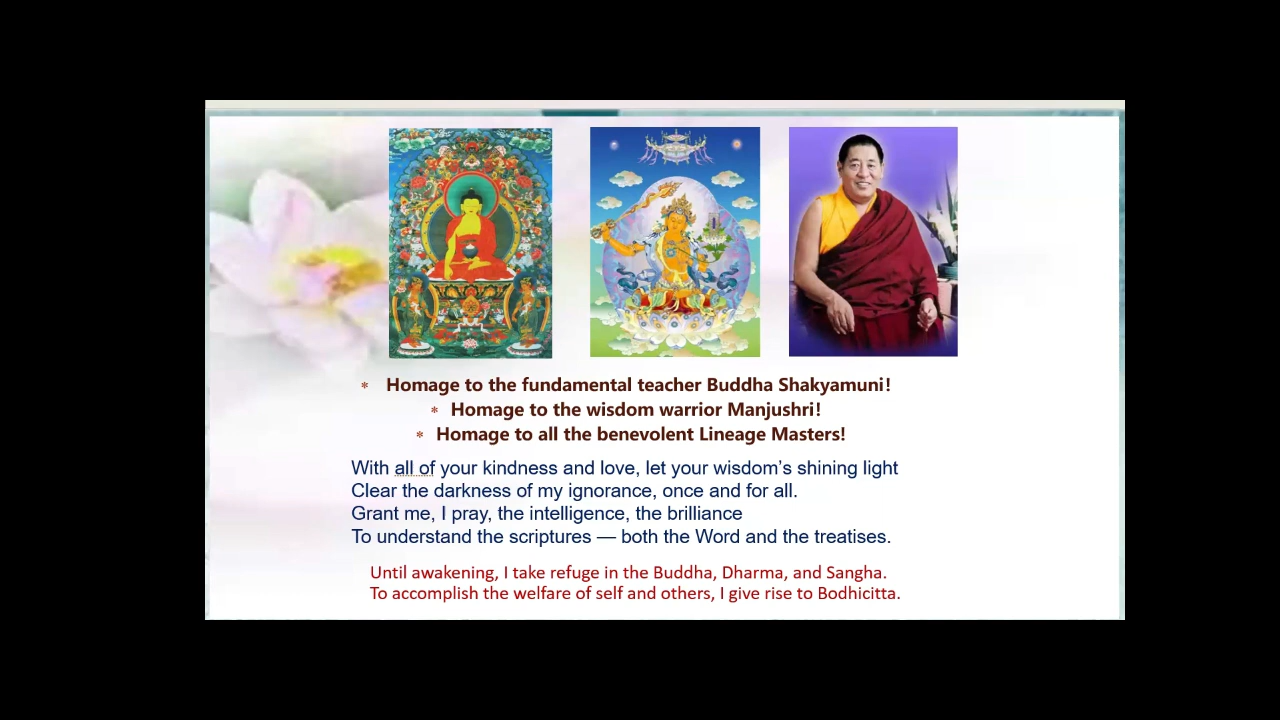 * Homage to the fundamental teacher Buddha Shakyamuni!
* Homage to the wisdom warrior Manjushri!
* Homage to all the benevolent Lineage Masters!
With all of your kindness and love, let your wisdom’s shining light
Clear the darkness of my ignorance, once and for all.
Grant me, I pray, the intelligence, the brilliance
To understand the scriptures — both the Word and the treatises.
Until awakening, I take refuge in the Buddha, Dharma, and Sangha.
To accomplish the welfare of self and others, I give rise to Bodhicitta.